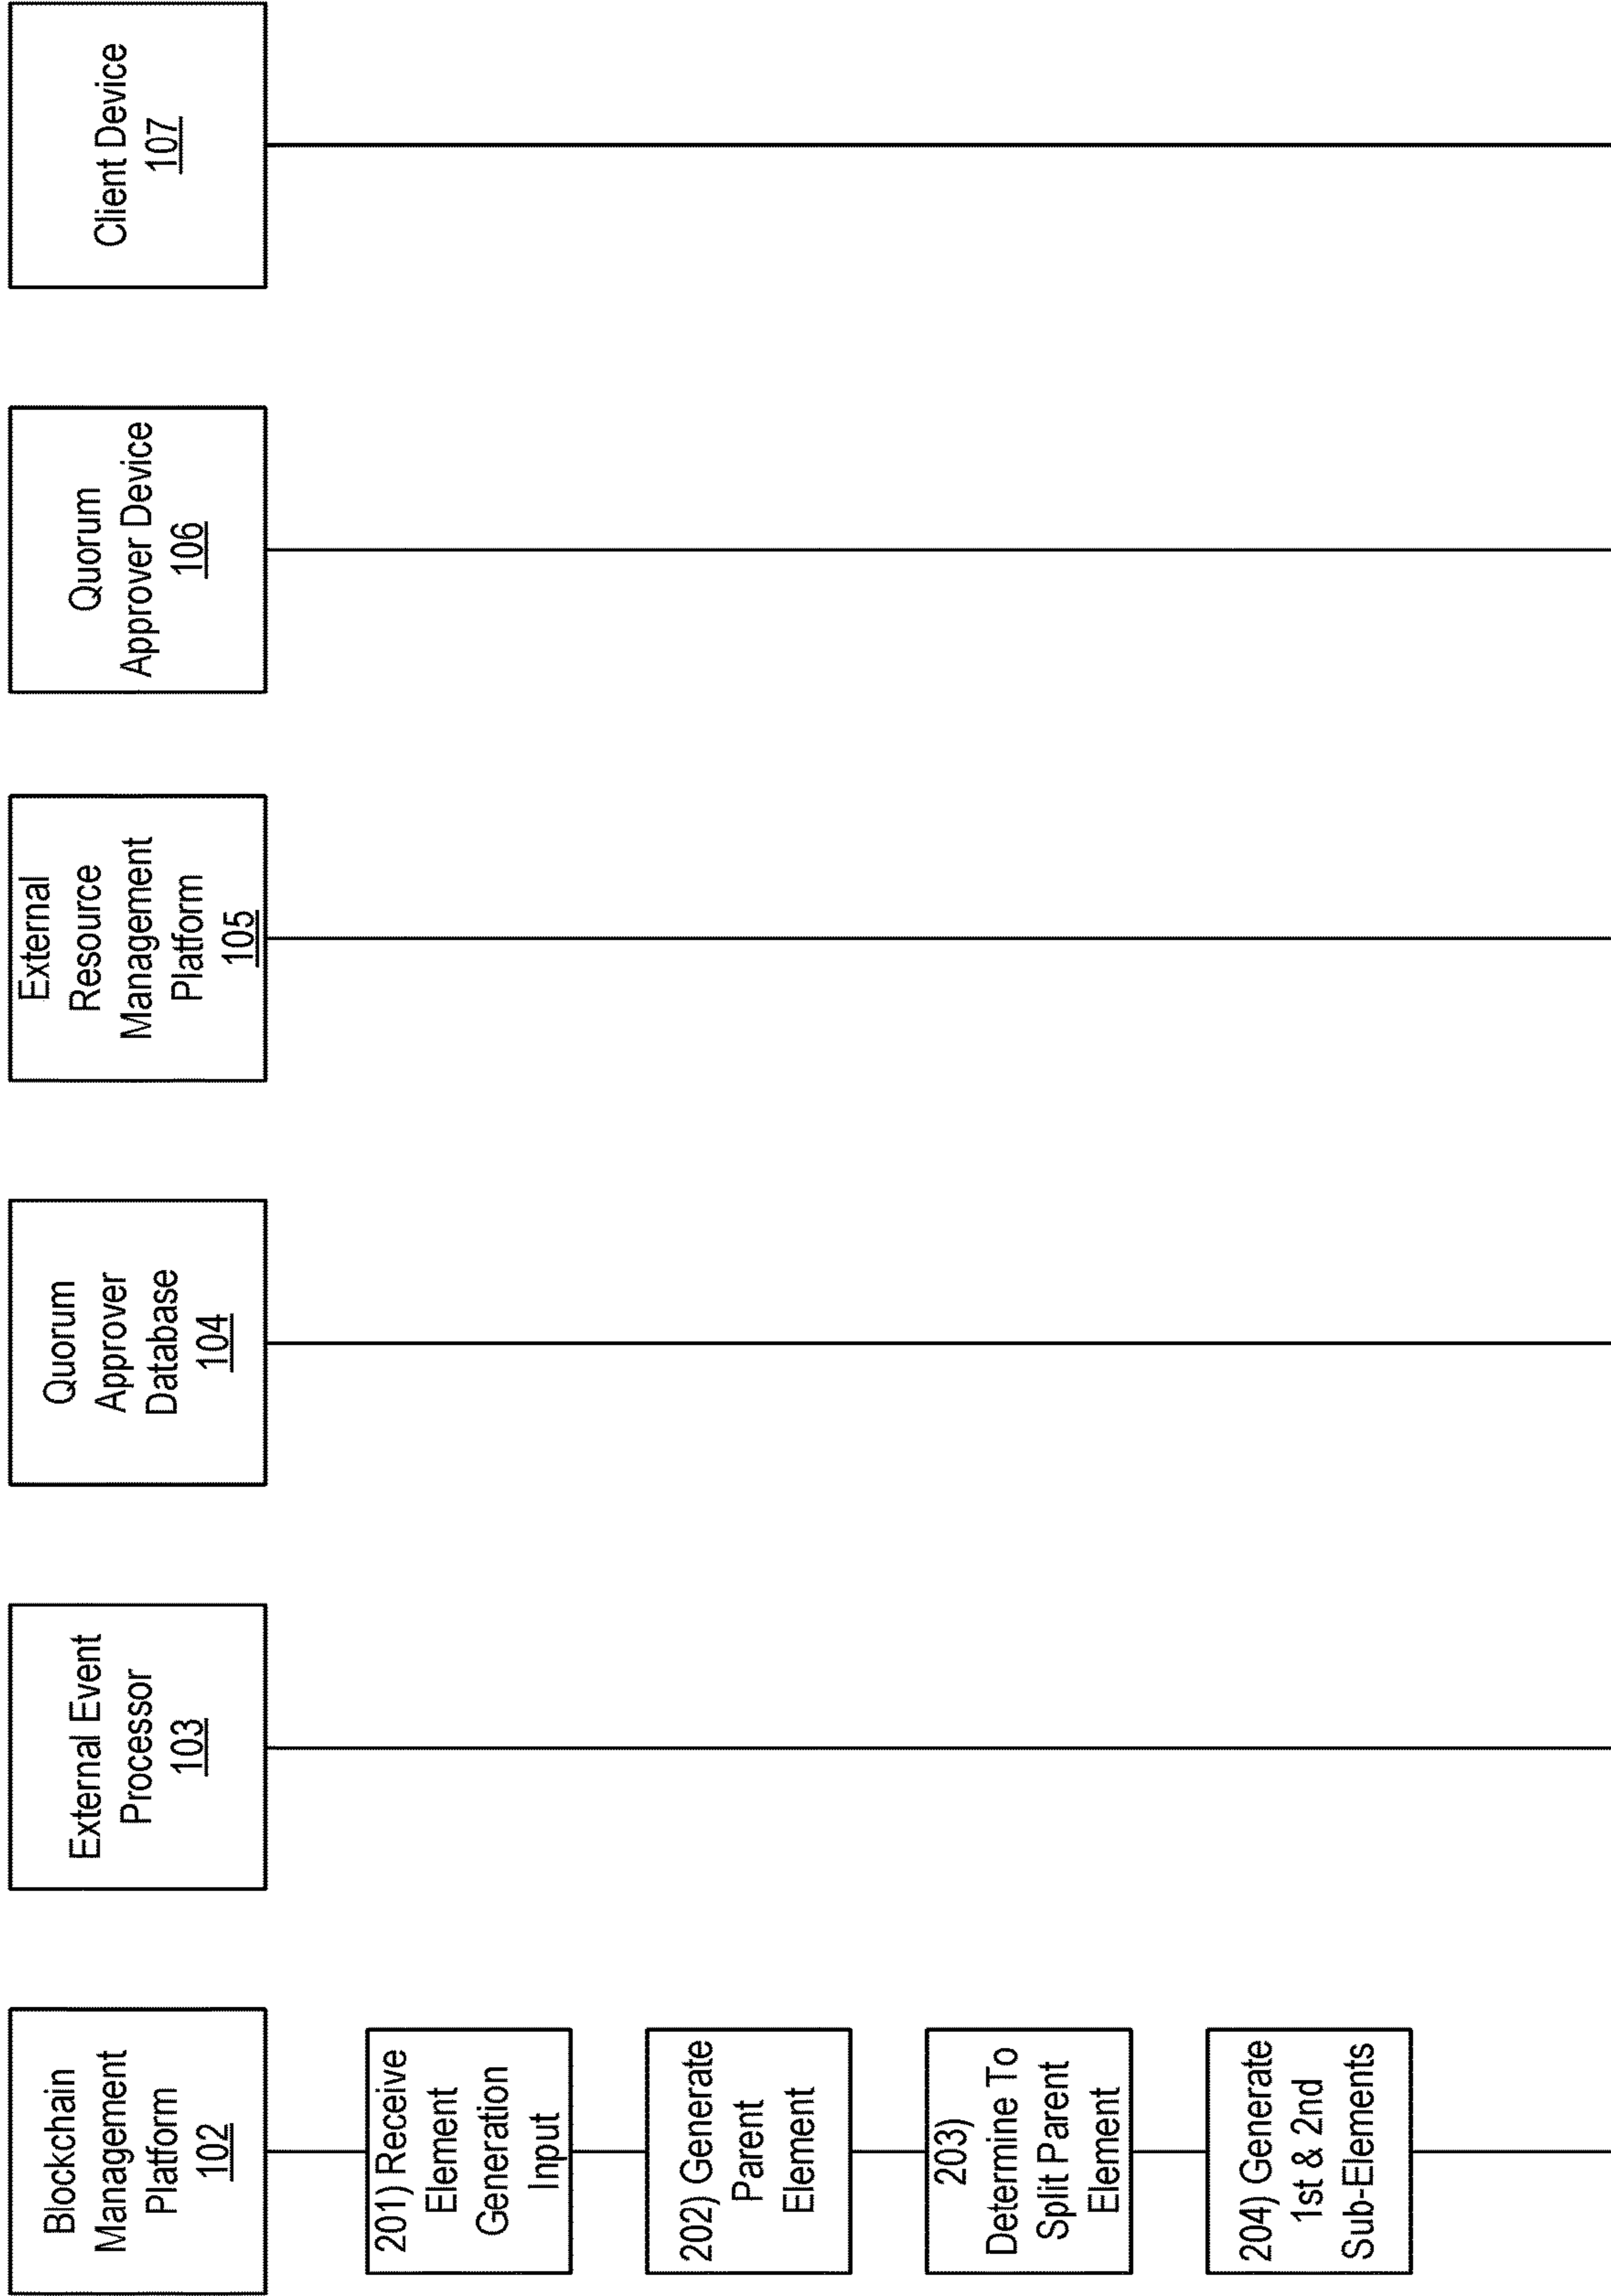 Blockchain
Management
Platform
102
External Event
Processor
103
Quorum
Approver
Database
104
External
Resource
Management
Platform
105
Quorum
Approver Device
106
Client Device
107
201) Receive
Element
Generation
Input
202) Generate
Parent
Element
203)
Determine To
Split Parent
Element
204) Generate
1st & 2nd
Sub-Elements